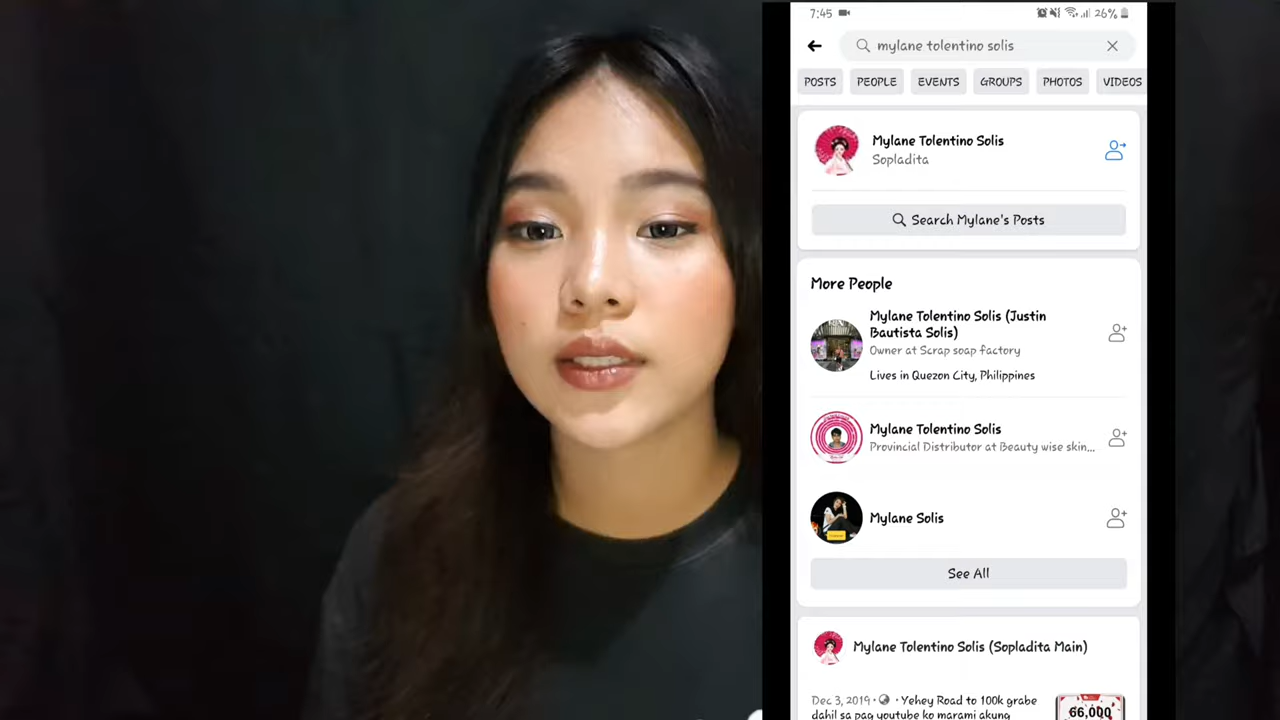 7:45
26%
mylane tolentino solis
POSTS PEOPLE EVENTS GROUPS PHOTOS VIDEOS
Mylane Tolentino Solis
Sopladita
Search Mylane's Posts
More People
Mylane Tolentino Solis (Justin
Bautista Solis)
Owner at Scrap soap factory
Lives in Quezon City, Philippines
Mylane Tolentino Solis
Provincial Distributor at Beauty wise skin...
Mylane Solis
See All
Mylane Tolentino Solis (Sopladita Main)
Dec 3, 2019 · · Yehey Road to 100k grabe
dahil sa pag youtube ko marami akung
66,000